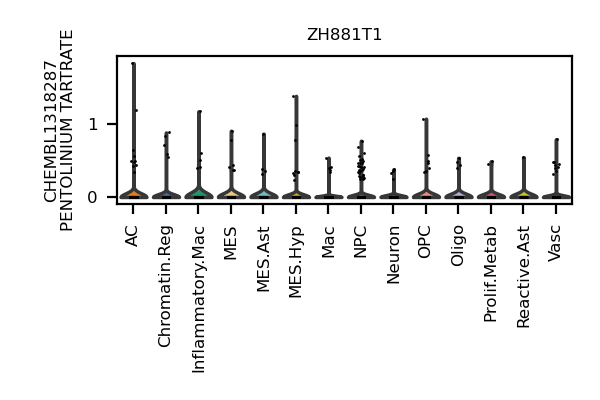 ZH881T1
CHEMBL1318287
PENTOLINIUM TARTRATE
1
0
AC
Chromatin.Reg
Inflammatory.Mac
MES
MES.Ast
MES.Hyp
Mac
NPC
Neuron
OPC
Oligo
Prolif.Metab
Reactive.Ast
Vasc